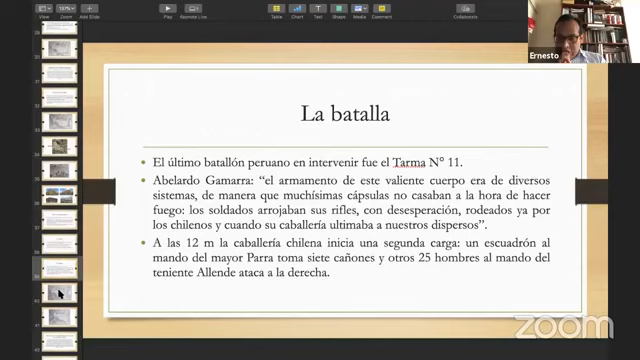 View
Zoom
Add Slide
Play
Keynote Live
Table
Chart
Text
Shape
Media
Comment
Collaborate
Ernesto
La batalla
• El último batallón peruano en intervenir fue el Tarma N° 11.
• Abelardo Gamarra: “el armamento de este valiente cuerpo era de diversos
sistemas, de manera que muchísimas cápsulas no casaban a la hora de hacer
fuego: los soldados arrojaban sus rifles, con desesperación, rodeados ya por
los chilenos y cuando su caballería ultimaba a nuestros dispersos”.
• A las 12 m la caballería chilena inicia una segunda carga: un escuadrón al
mando del mayor Parra toma siete cañones y otros 25 hombres al mando del
teniente Allende ataca a la derecha.
zoom